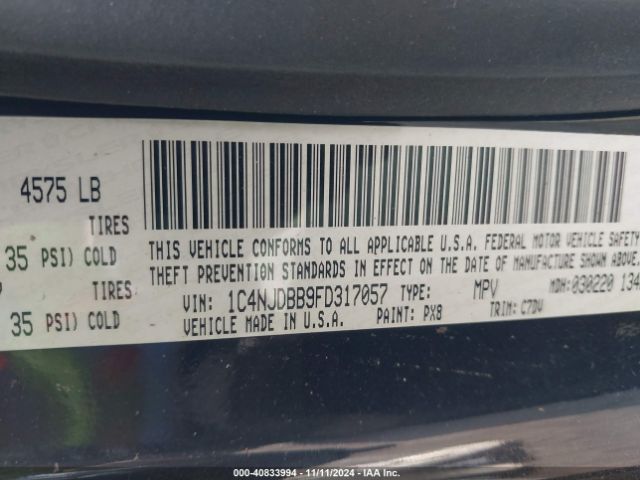 4575 LB
TIRES
THIS VEHICLE CONFORMS TO ALL APPLICABLE U.S.A. FEDERAL MOTOR VEHICLE SAFETY
35 PSI) COLD
THEFT PREVENTION STANDARDS IN EFFECT ON THE DATE OF MANUFACTURE
TIRES
VIN: 1C4NJDBB9FD317057 TYPE: MPV MDH:030220 134
35 PSI) COLD
VEHICLE MADE IN U.S.A. PAINT: PX8 TRIM: C7DV
000-40833994 - 11/11/2024 - IAA Inc.